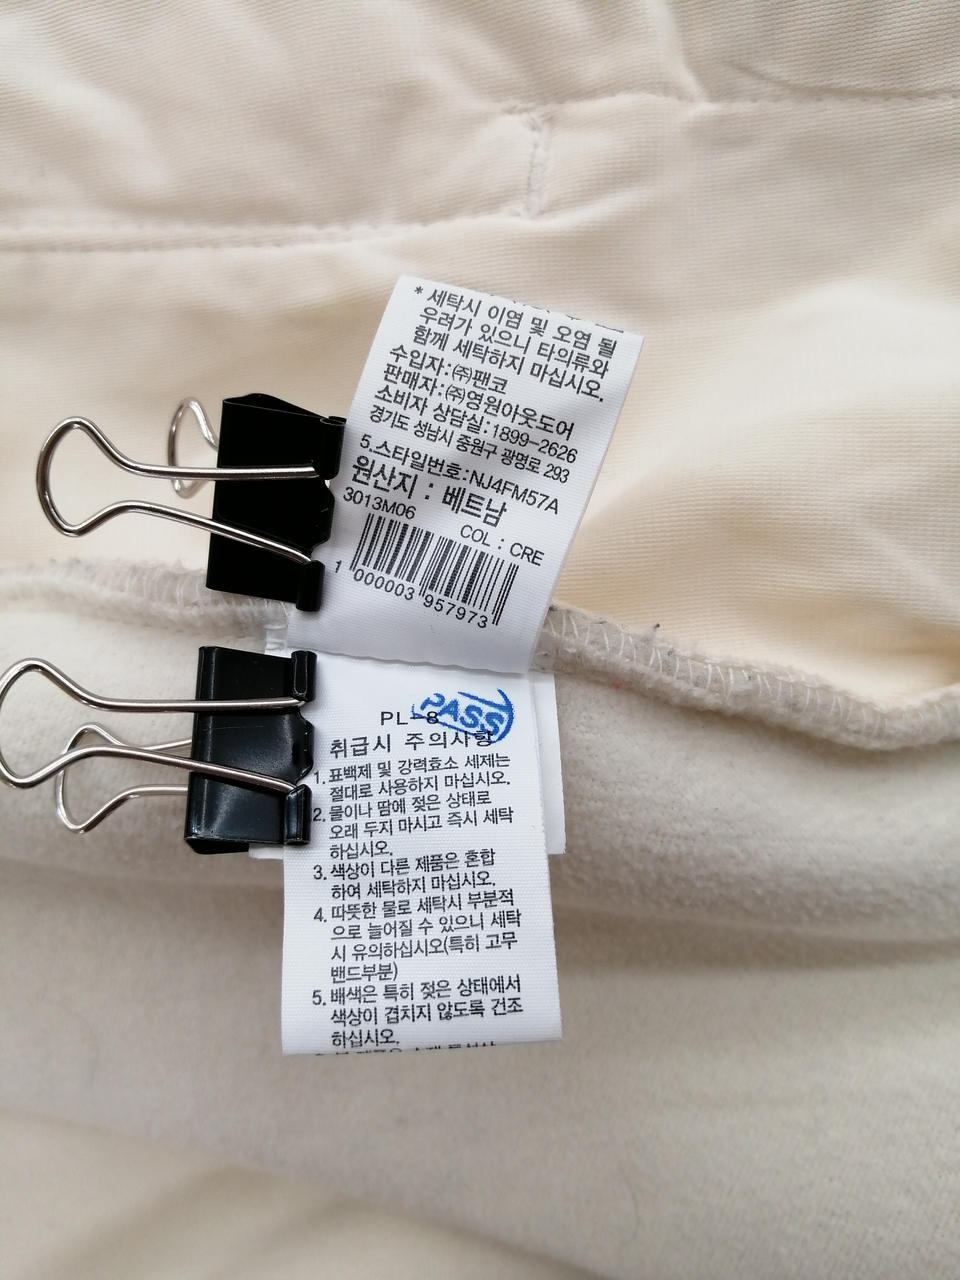 * 세탁시 이염 및 오염 될
우려가 있으니 타의류와
함께 세탁하지 마십시오.
수입자:㈜팬코
판매자:㈜영원아웃도어
소비자 상담실:1899-2626
경기도 성남시 중원구 광명로 293
5.스타일번호:NJ4FM57A
원산지 : 베트남
3013M06
COL : CRE
1 000003 957973
PASS
PL-8
취급시 주의사항
1. 표백제 및 강력효소 세제는
절대로 사용하지 마십시오.
2. 물이나 땀에 젖은 상태로
오래 두지 마시고 즉시 세탁
하십시오.
3. 색상이 다른 제품은 혼합
하여 세탁하지 마십시오.
4. 따뜻한 물로 세탁시 부분적
으로 늘어질 수 있으니 세탁
시 유의하십시오(특히 고무
밴드부분)
5. 배색은 특히 젖은 상태에서
색상이 겹치지 않도록 건조
하십시오.